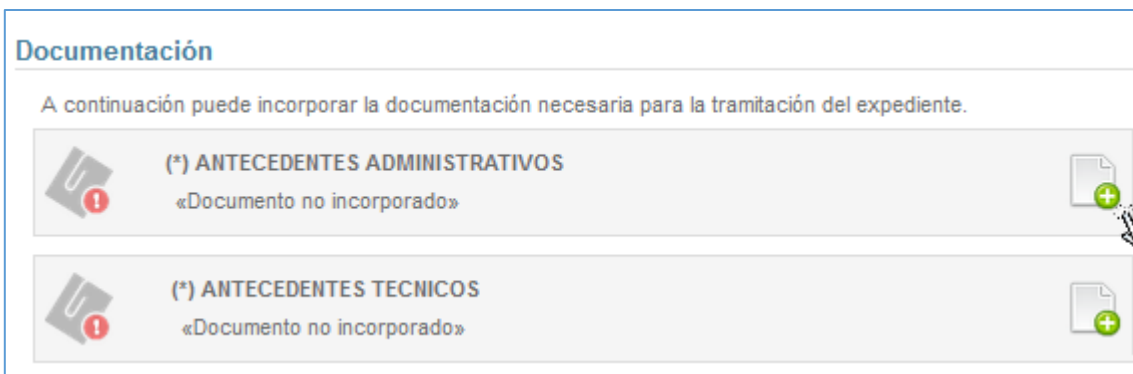 Documentación
A continuación puede incorporar la documentación necesaria para la tramitación del expediente.
(*) ANTECEDENTES ADMINISTRATIVOS
«Documento no incorporado»
(*) ANTECEDENTES TECNICOS
«Documento no incorporado»